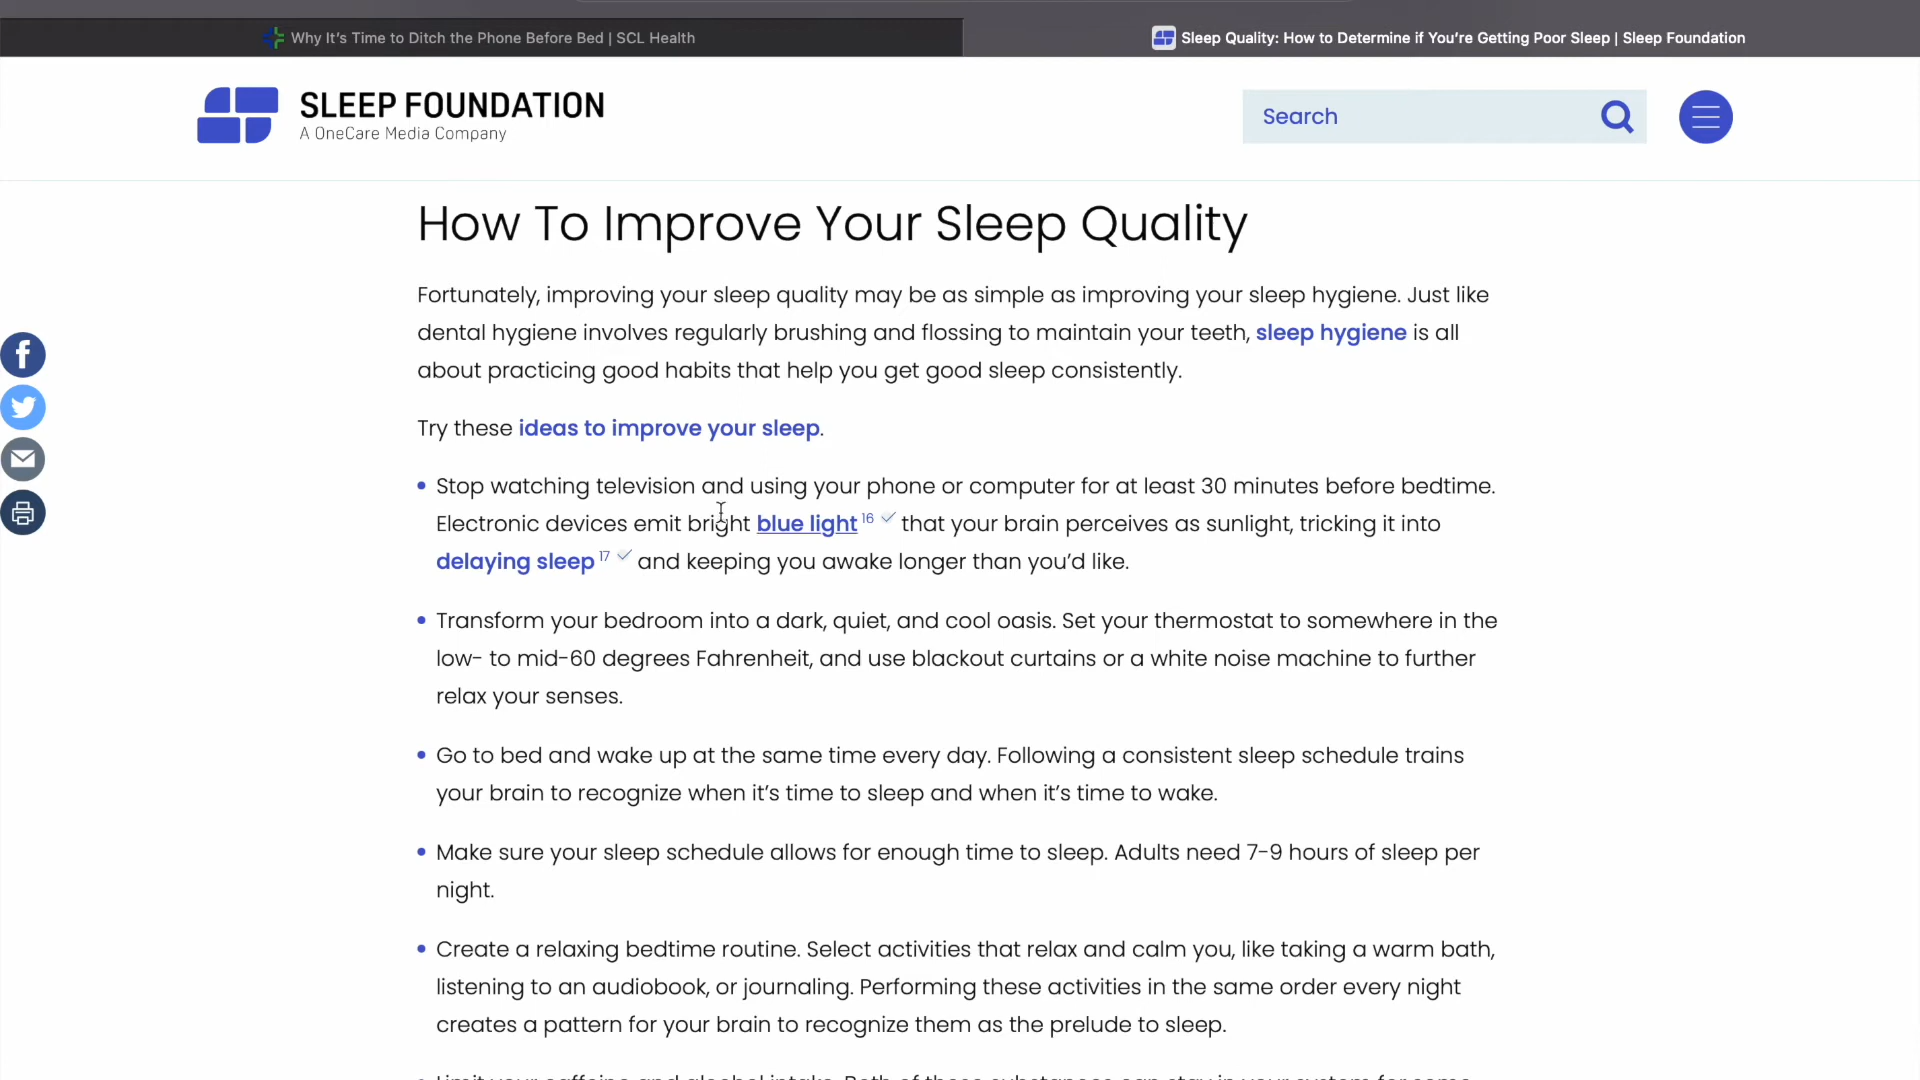 Why It's Time to Ditch the Phone Before Bed | SCL Health
Sleep Quality: How to Determine if You're Getting Poor Sleep | Sleep Foundation
SLEEP FOUNDATION
A OneCare Media Company
Search
How To Improve Your Sleep Quality
Fortunately, improving your sleep quality may be as simple as improving your sleep hygiene. Just like
dental hygiene involves regularly brushing and flossing to maintain your teeth, sleep hygiene is all
about practicing good habits that help you get good sleep consistently.
Try these ideas to improve your sleep.
• Stop watching television and using your phone or computer for at least 30 minutes before bedtime.
Electronic devices emit bright blue light 16 that your brain perceives as sunlight, tricking it into
delaying sleep 17 and keeping you awake longer than you'd like.
• Transform your bedroom into a dark, quiet, and cool oasis. Set your thermostat to somewhere in the
low- to mid-60 degrees Fahrenheit, and use blackout curtains or a white noise machine to further
relax your senses.
• Go to bed and wake up at the same time every day. Following a consistent sleep schedule trains
your brain to recognize when it's time to sleep and when it's time to wake.
• Make sure your sleep schedule allows for enough time to sleep. Adults need 7-9 hours of sleep per
night.
• Create a relaxing bedtime routine. Select activities that relax and calm you, like taking a warm bath,
listening to an audiobook, or journaling. Performing these activities in the same order every night
creates a pattern for your brain to recognize them as the prelude to sleep.